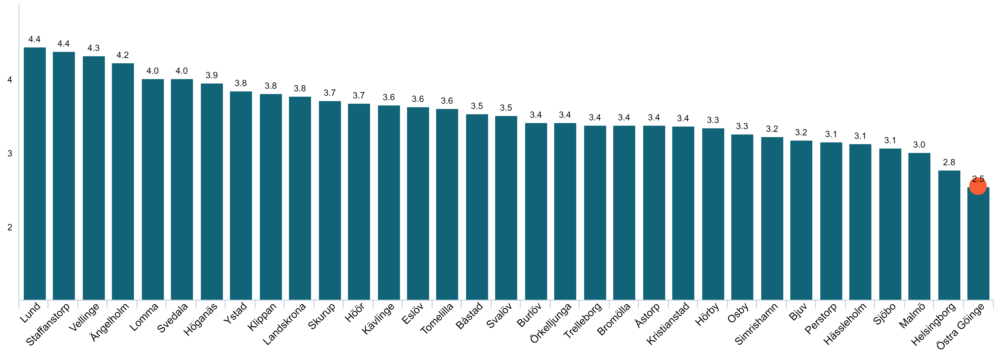 4.4
4.4
4.3
4.2
4.0
4.0
3.9
3.8
3.8
3.8
3.7
3.7
3.6
3.6
3.6
3.5
3.5
3.4
3.4
3.4
3.4
3.4
3.4
3.3
3.3
3.2
3.2
3.1
3.1
3.1
3.0
2.8
2.5
4
3
2
Lund
Staffanstorp
Vellinge
Ängelholm
Lomma
Svedala
Höganäs
Ystad
Klippan
Landskrona
Skurup
Höör
Kävlinge
Eslöv
Tomelilla
Båstad
Svalöv
Burlöv
Örkelljunga
Trelleborg
Bromölla
Åstorp
Kristianstad
Hörby
Osby
Simrishamn
Bjuv
Perstorp
Hässleholm
Sjöbo
Malmö
Helsingborg
Östra Göinge